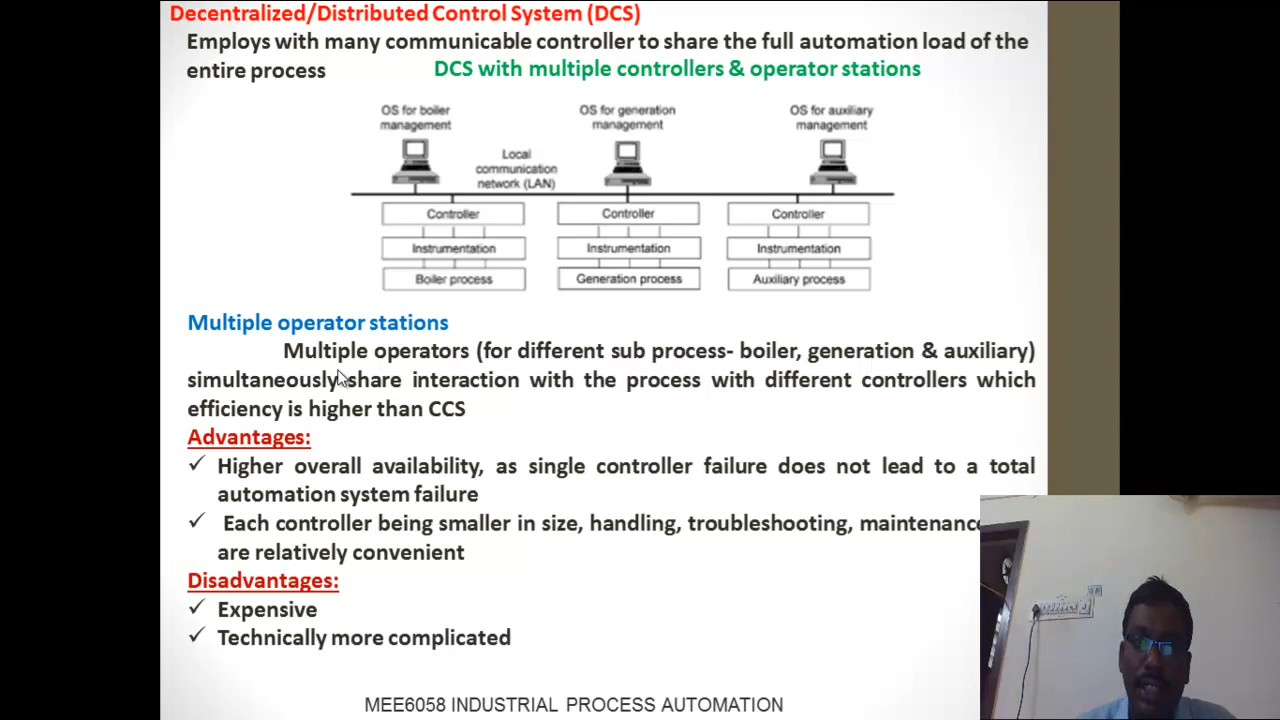 Decentralized/Distributed Control System (DCS)
Employs with many communicable controller to share the full automation load of the
entire process
DCS with multiple controllers & operator stations
OS for boiler
management
OS for generation
management
OS for auxiliary
management
Local
communication
network (LAN)
Controller
Controller
Controller
Instrumentation
Instrumentation
Instrumentation
Boiler process
Generation process
Auxiliary process
Multiple operator stations
Multiple operators (for different sub process- boiler, generation & auxiliary)
simultaneously share interaction with the process with different controllers which
efficiency is higher than CCS
Advantages:
✓ Higher overall availability, as single controller failure does not lead to a total
automation system failure
✓ Each controller being smaller in size, handling, troubleshooting, maintenance
are relatively convenient
Disadvantages:
✓ Expensive
✓ Technically more complicated
MEE6058 INDUSTRIAL PROCESS AUTOMATION